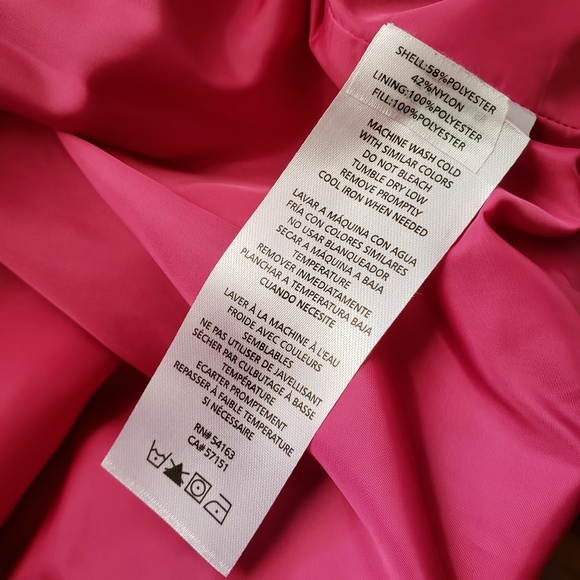 SHELL:58%POLYESTER
42%NYLON
LINING:100%POLYESTER
FILL:100%POLYESTER
MACHINE WASH COLD
WITH SIMILAR COLORS
DO NOT BLEACH
TUMBLE DRY LOW
REMOVE PROMPTLY
COOL IRON WHEN NEEDED
LAVAR A MÁQUINA CON AGUA
FRÍA CON COLORES SIMILARES
NO USAR BLANQUEADOR
SECAR A MÁQUINA A BAJA
TEMPERATURE
REMOVER INMEDIATAMENTE
PLANCHAR A TEMPERATURA BAJA
CUANDO NECESITE
LAVER À LA MACHINE À L'EAU
FROIDE AVEC COULEURS
SEMBLABLES
NE PAS UTILISER DE JAVELLISANT
SÉCHER PAR CULBUTAGE À BASSE
TEMPÉRATURE
ECARTER PROMPTEMENT
REPASSER À FAIBLE TEMPÉRATURE
SI NÉCESSAIRE
RN# 54163
CA# 57151